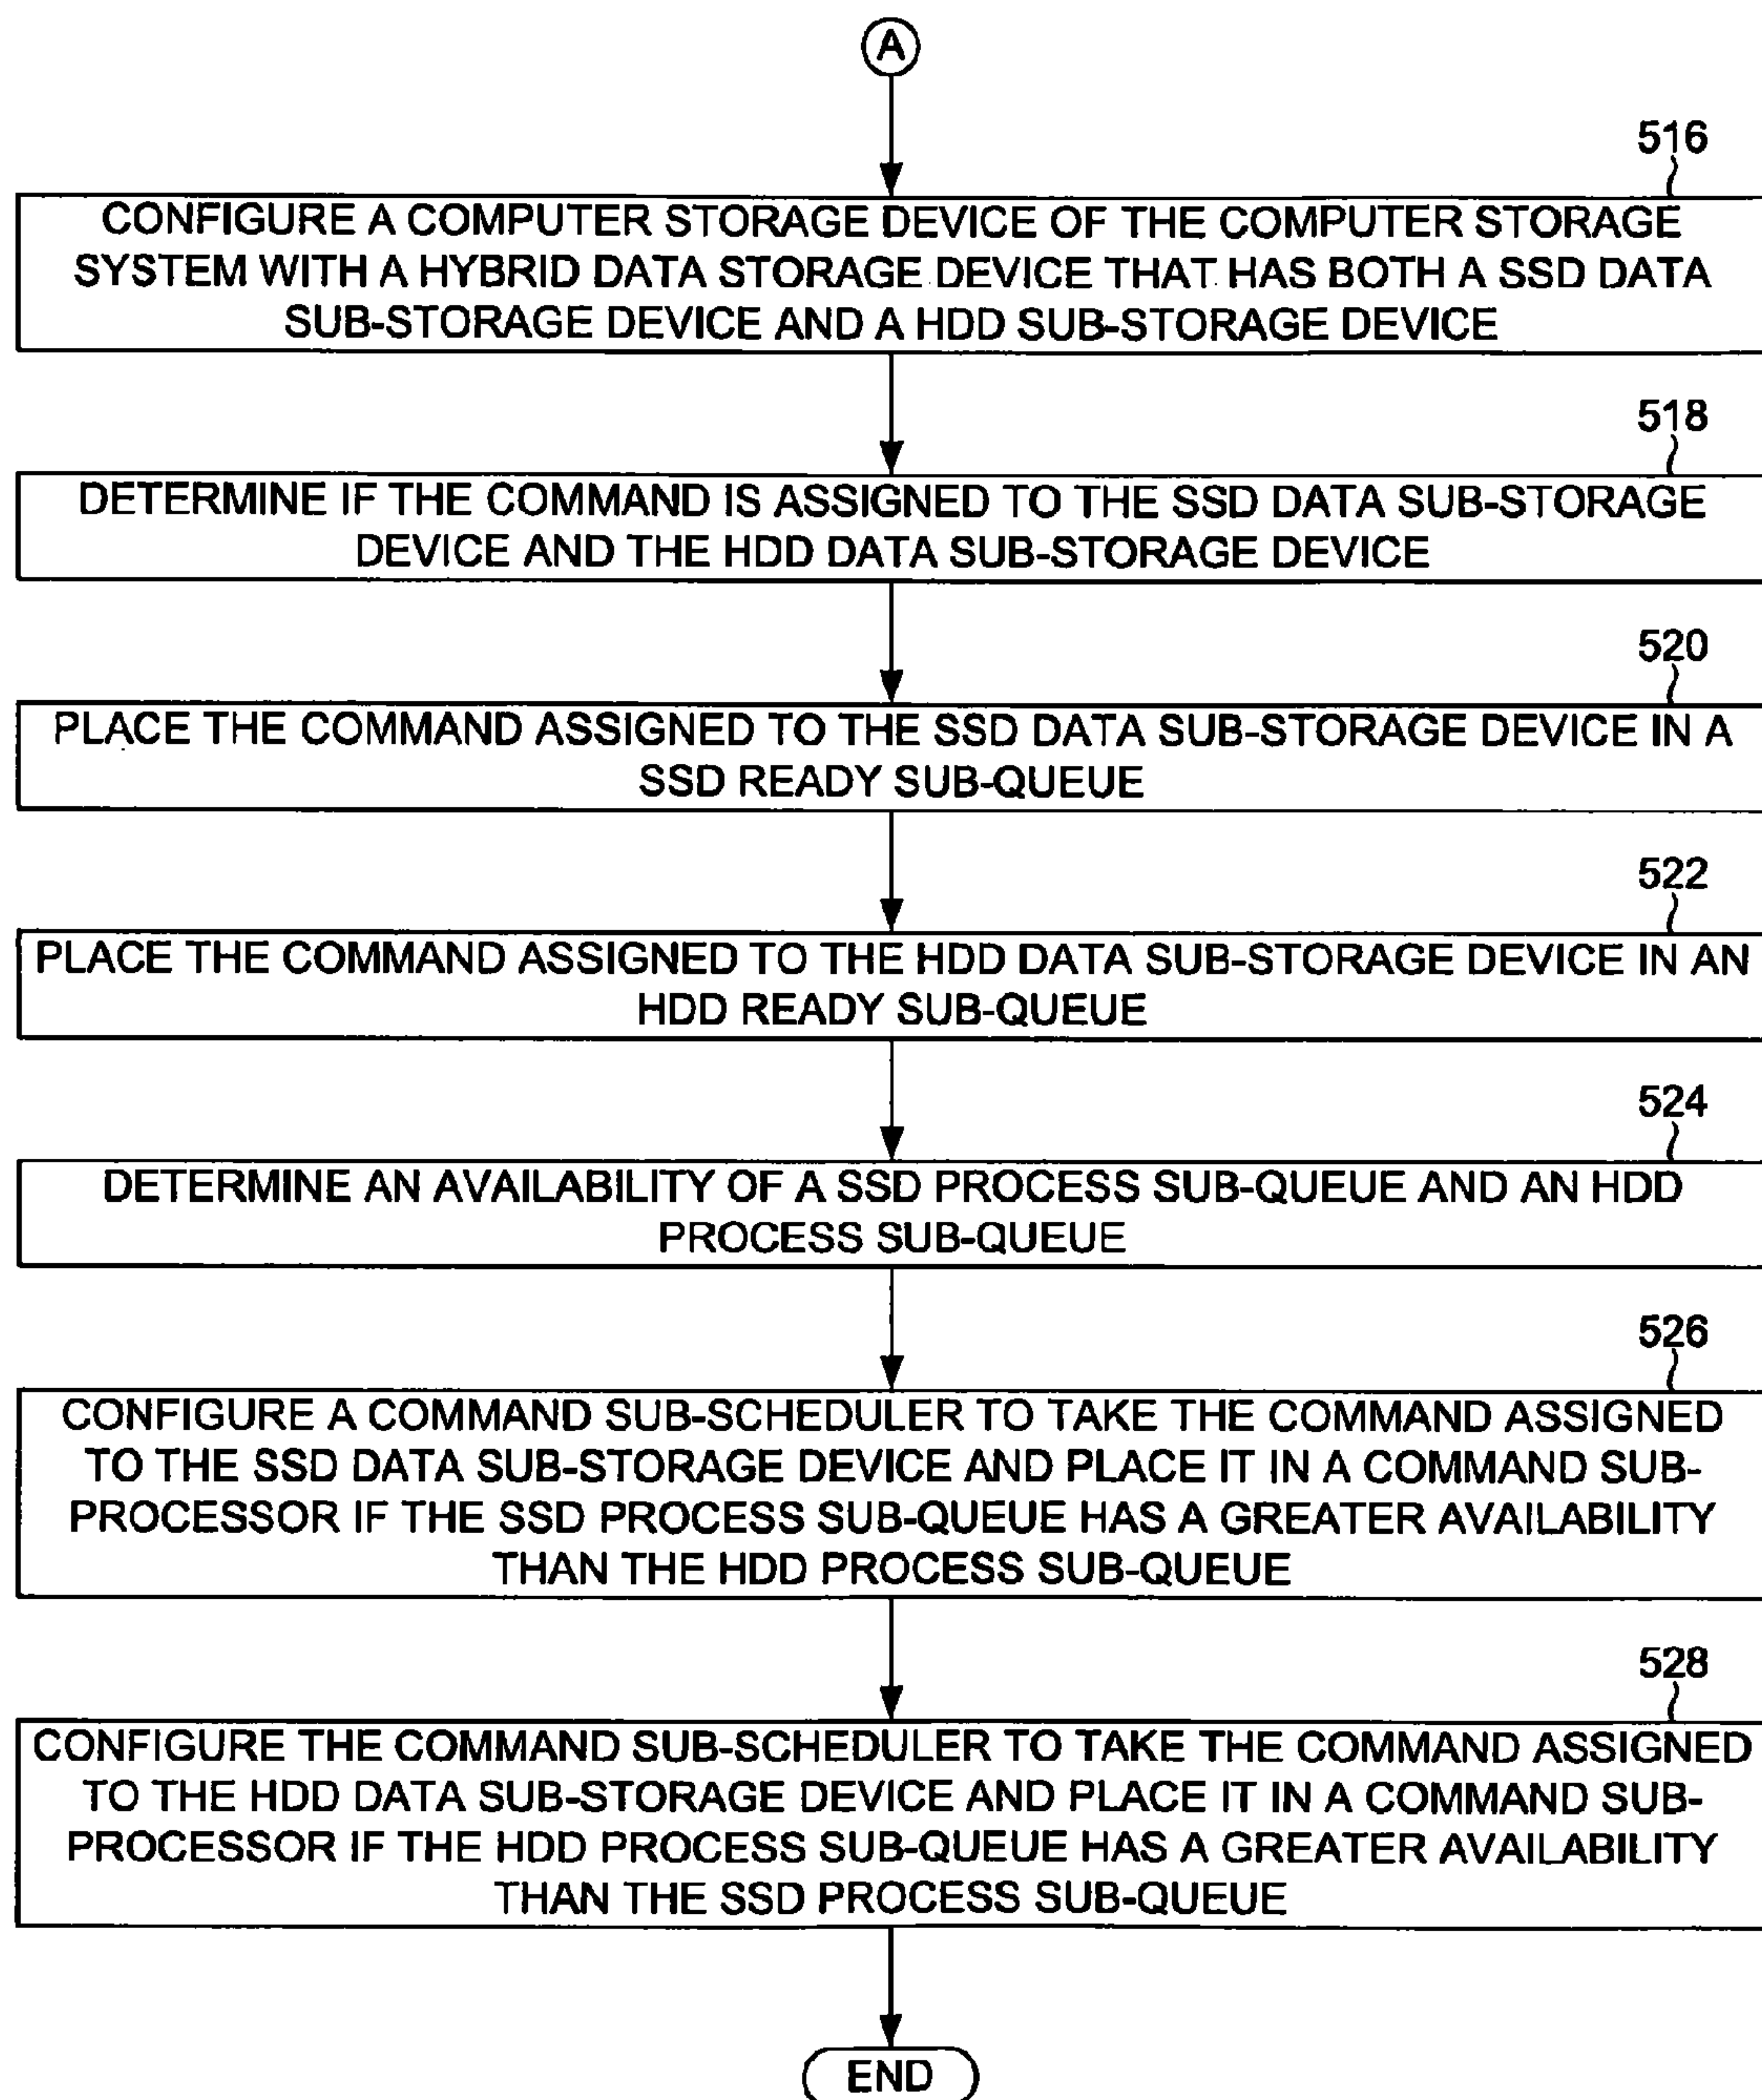 A
516
CONFIGURE A COMPUTER STORAGE DEVICE OF THE COMPUTER STORAGE
SYSTEM WITH A HYBRID DATA STORAGE DEVICE THAT HAS BOTH A SSD DATA
SUB-STORAGE DEVICE AND A HDD SUB-STORAGE DEVICE
518
DETERMINE IF THE COMMAND IS ASSIGNED TO THE SSD DATA SUB-STORAGE
DEVICE AND THE HDD DATA SUB-STORAGE DEVICE
520
PLACE THE COMMAND ASSIGNED TO THE SSD DATA SUB-STORAGE DEVICE IN A
SSD READY SUB-QUEUE
522
PLACE THE COMMAND ASSIGNED TO THE HDD DATA SUB-STORAGE DEVICE IN AN
HDD READY SUB-QUEUE
524
DETERMINE AN AVAILABILITY OF A SSD PROCESS SUB-QUEUE AND AN HDD
PROCESS SUB-QUEUE
526
CONFIGURE A COMMAND SUB-SCHEDULER TO TAKE THE COMMAND ASSIGNED
TO THE SSD DATA SUB-STORAGE DEVICE AND PLACE IT IN A COMMAND SUB-
PROCESSOR IF THE SSD PROCESS SUB-QUEUE HAS A GREATER AVAILABILITY
THAN THE HDD PROCESS SUB-QUEUE
528
CONFIGURE THE COMMAND SUB-SCHEDULER TO TAKE THE COMMAND ASSIGNED
TO THE HDD DATA SUB-STORAGE DEVICE AND PLACE IT IN A COMMAND SUB-
PROCESSOR IF THE HDD PROCESS SUB-QUEUE HAS A GREATER AVAILABILITY
THAN THE SSD PROCESS SUB-QUEUE
END